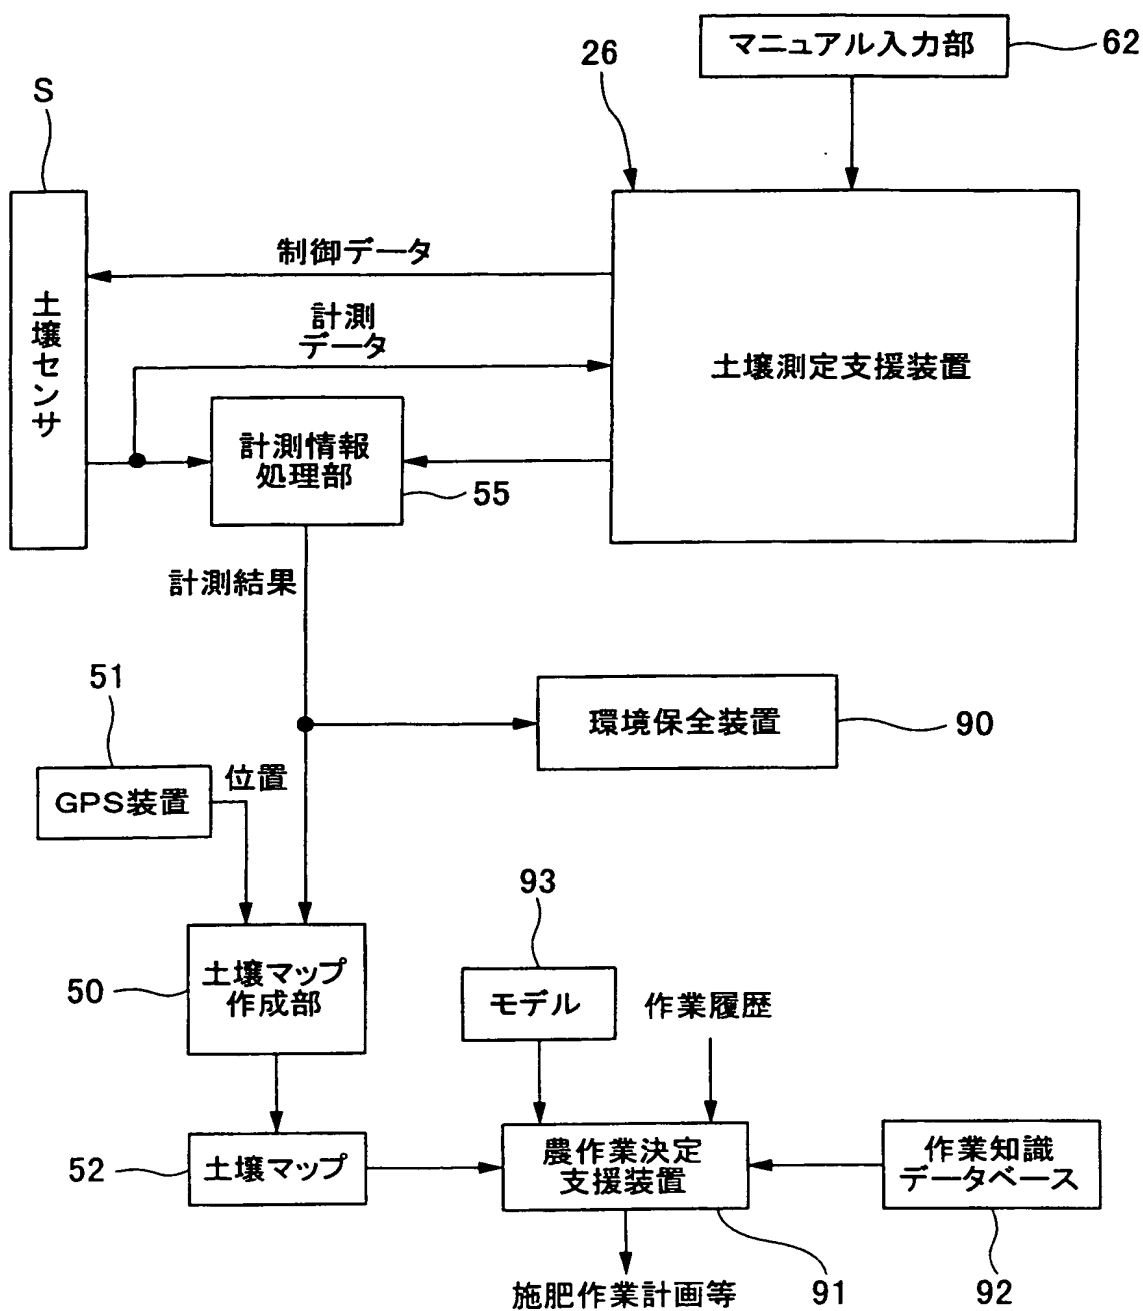 マニュアル入力部
62
26
S
制御データ
土壌センサ
計測
データ
土壌測定支援装置
計測情報
処理部
55
計測結果
51
環境保全装置
90
GPS装置
位置
93
50
土壌マップ
作成部
モデル
作業履歴
52
土壌マップ
農作業決定
支援装置
作業知識
データベース
施肥作業計画等
91
92